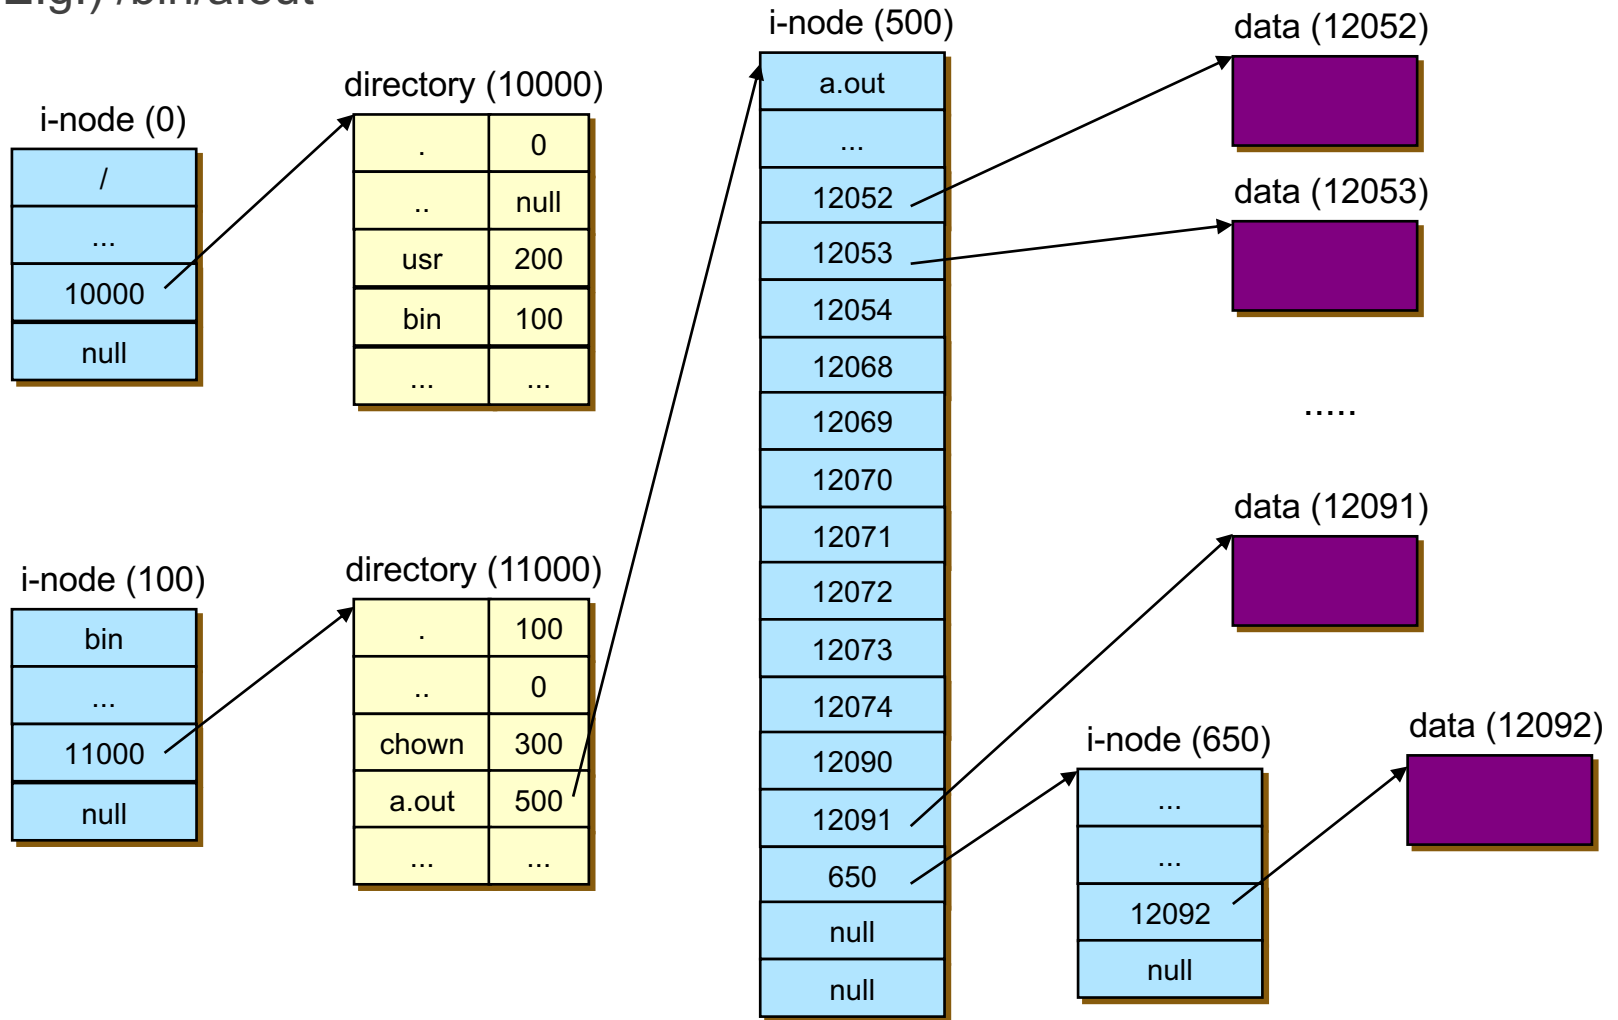 E.g.) /bin/a.out
i-node (0)
/
...
10000
null
directory (10000)
. 0
.. null
usr 200
bin 100
... ...
i-node (100)
bin
...
11000
null
directory (11000)
. 100
.. 0
chown 300
a.out 500
... ...
i-node (500)
a.out
...
12052
12053
12054
12068
12069
12070
12071
12072
12073
12074
12090
12091
650
null
null
data (12052)
data (12053)
.....
data (12091)
i-node (650)
...
...
12092
null
data (12092)